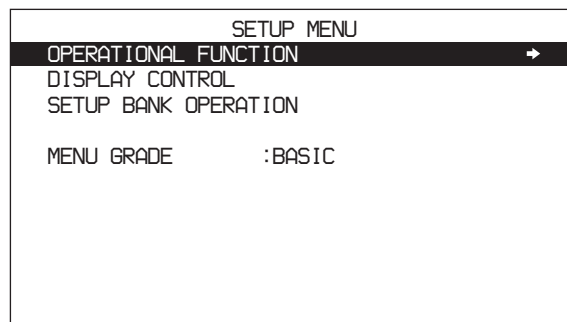 SETUP MENU
OPERATIONAL FUNCTION
DISPLAY CONTROL
SETUP BANK OPERATION
MENU GRADE :BASIC